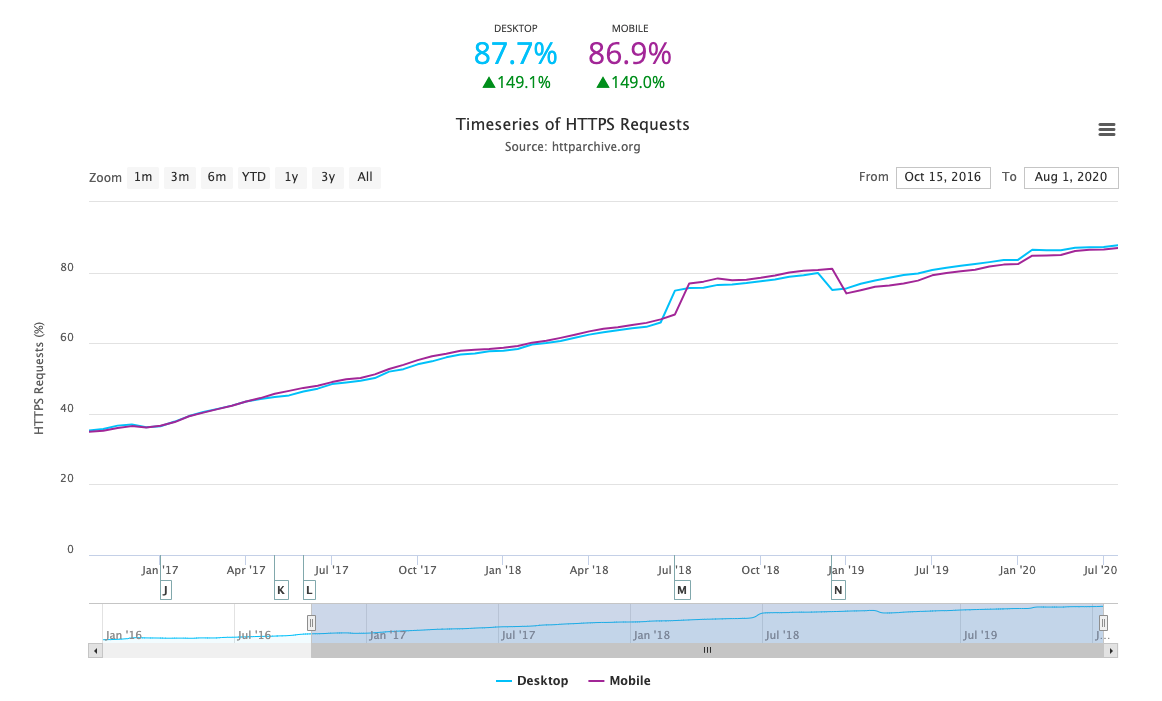 DESKTOP MOBILE
87.7% 86.9%
▲149.1% ▲149.0%
Timeseries of HTTPS Requests
Source: httparchive.org
Zoom 1m 3m 6m YTD 1y 3y All From Oct 15, 2016 To Aug 1, 2020
HTTPS Requests (%)
80
60
40
20
0
Jan '17 Apr '17 Jul '17 Oct '17 Jan '18 Apr '18 Jul '18 Oct '18 Jan '19 Jul '19 Jan '20 Jul '20
J K L M N
Jan '16 Jul '16 Jan '17 Jul '17 Jan '18 Jul '18 Jul '19 J…
Desktop Mobile